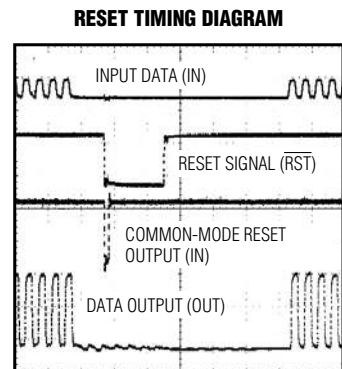 RESET TIMING DIAGRAM
INPUT DATA (IN)
RESET SIGNAL (RST)
COMMON-MODE RESET
OUTPUT (IN)
DATA OUTPUT (OUT)